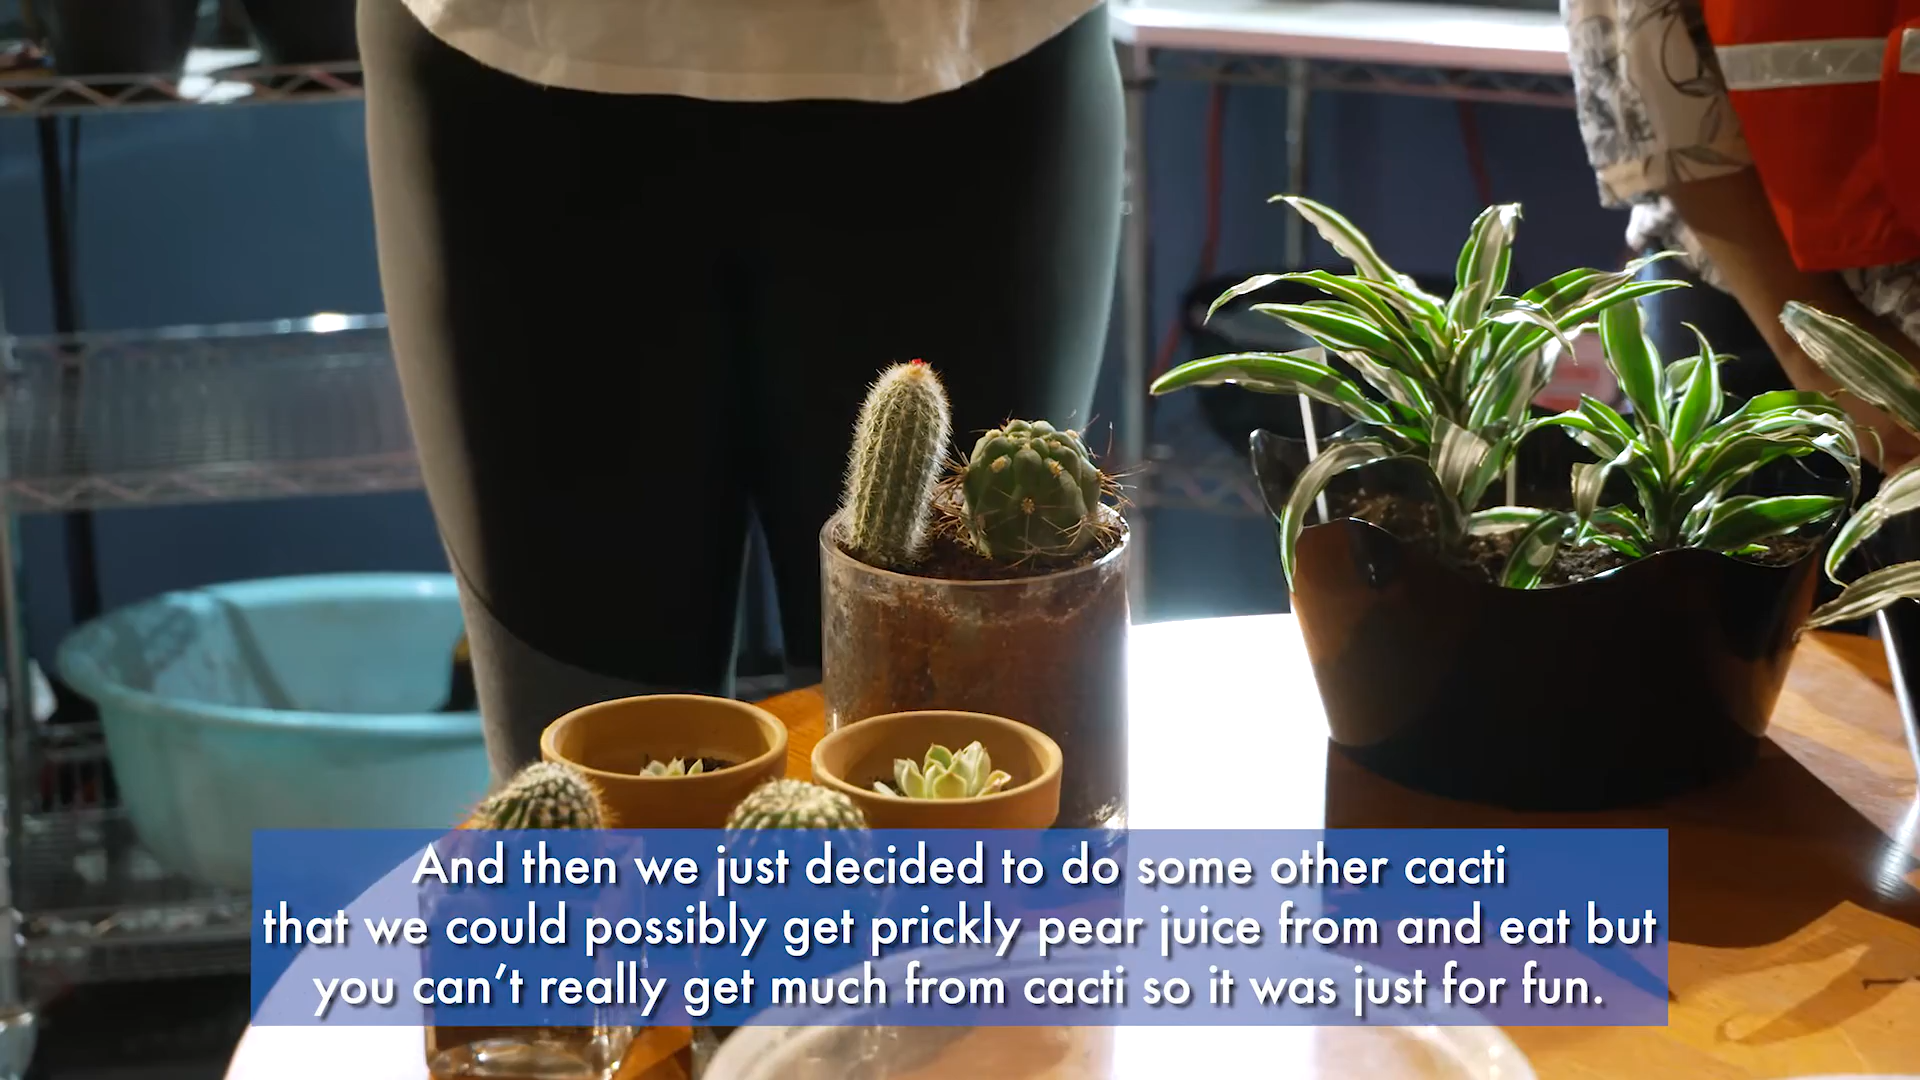 And then we just decided to do some other cacti
that we could possibly get prickly pear juice from and eat but
you can’t really get much from cacti so it was just for fun.